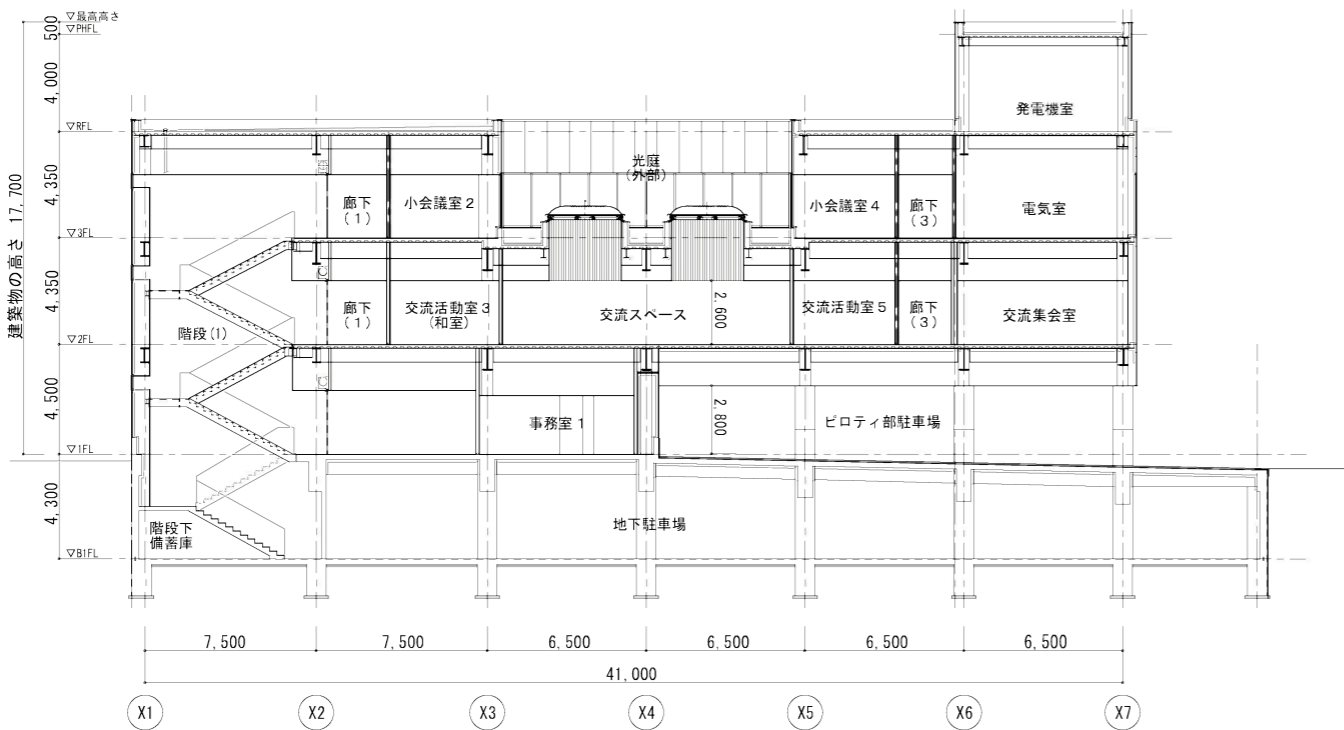 ▽最高高さ
500
▽PHFL
4,000
発電機室
▽RFL
光庭
(外部)
4,350
廊下
(1)
小会議室2
小会議室4
廊下
(3)
電気室
建築物の高さ 17,700
▽3FL
4,350
廊下
(1)
交流活動室3
(和室)
交流スペース
2,600
交流活動室5
廊下
(3)
交流集会室
階段(1)
▽2FL
4,500
事務室1
2,800
ピロティ部駐車場
▽1FL
4,300
階段下
備蓄庫
地下駐車場
▽B1FL
7,500
7,500
6,500
6,500
6,500
6,500
41,000
X1
X2
X3
X4
X5
X6
X7